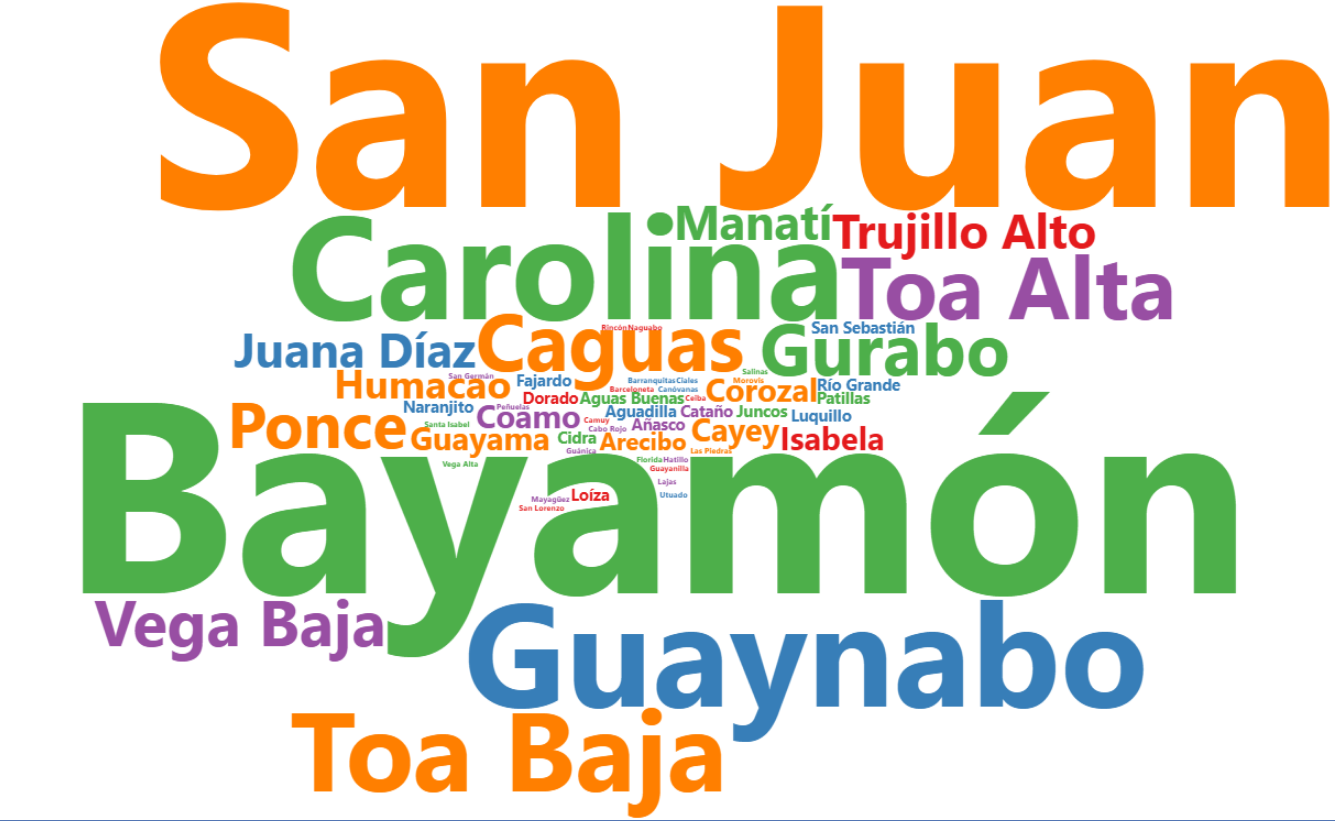 San Juan
Manatí
Trujillo Alto
Carolina
Toa Alta
Rincón
Naguabo
San Sebastián
Juana Díaz
Caguas
Gurabo
Salinas
San Germán
Humacao
Fajardo
Barranquitas
Ciales
Morovis
Barceloneta
Canóvanas
Corozal
Río Grande
Dorado
Aguas Buenas
Ceiba
Patillas
Naranjito
Peñuelas
Aguadilla
Cataño
Juncos
Luquillo
Ponce
Santa Isabel
Coamo
Camuy
Cabo Rojo
Añasco
Cayey
Isabela
Guayama
Cidra
Arecibo
Guánica
Las Piedras
Vega Alta
Florida
Hatillo
Guayanilla
Lajas
Bayamón
Mayagüez
Loíza
Utuado
San Lorenzo
Vega Baja
Guaynabo
Toa Baja